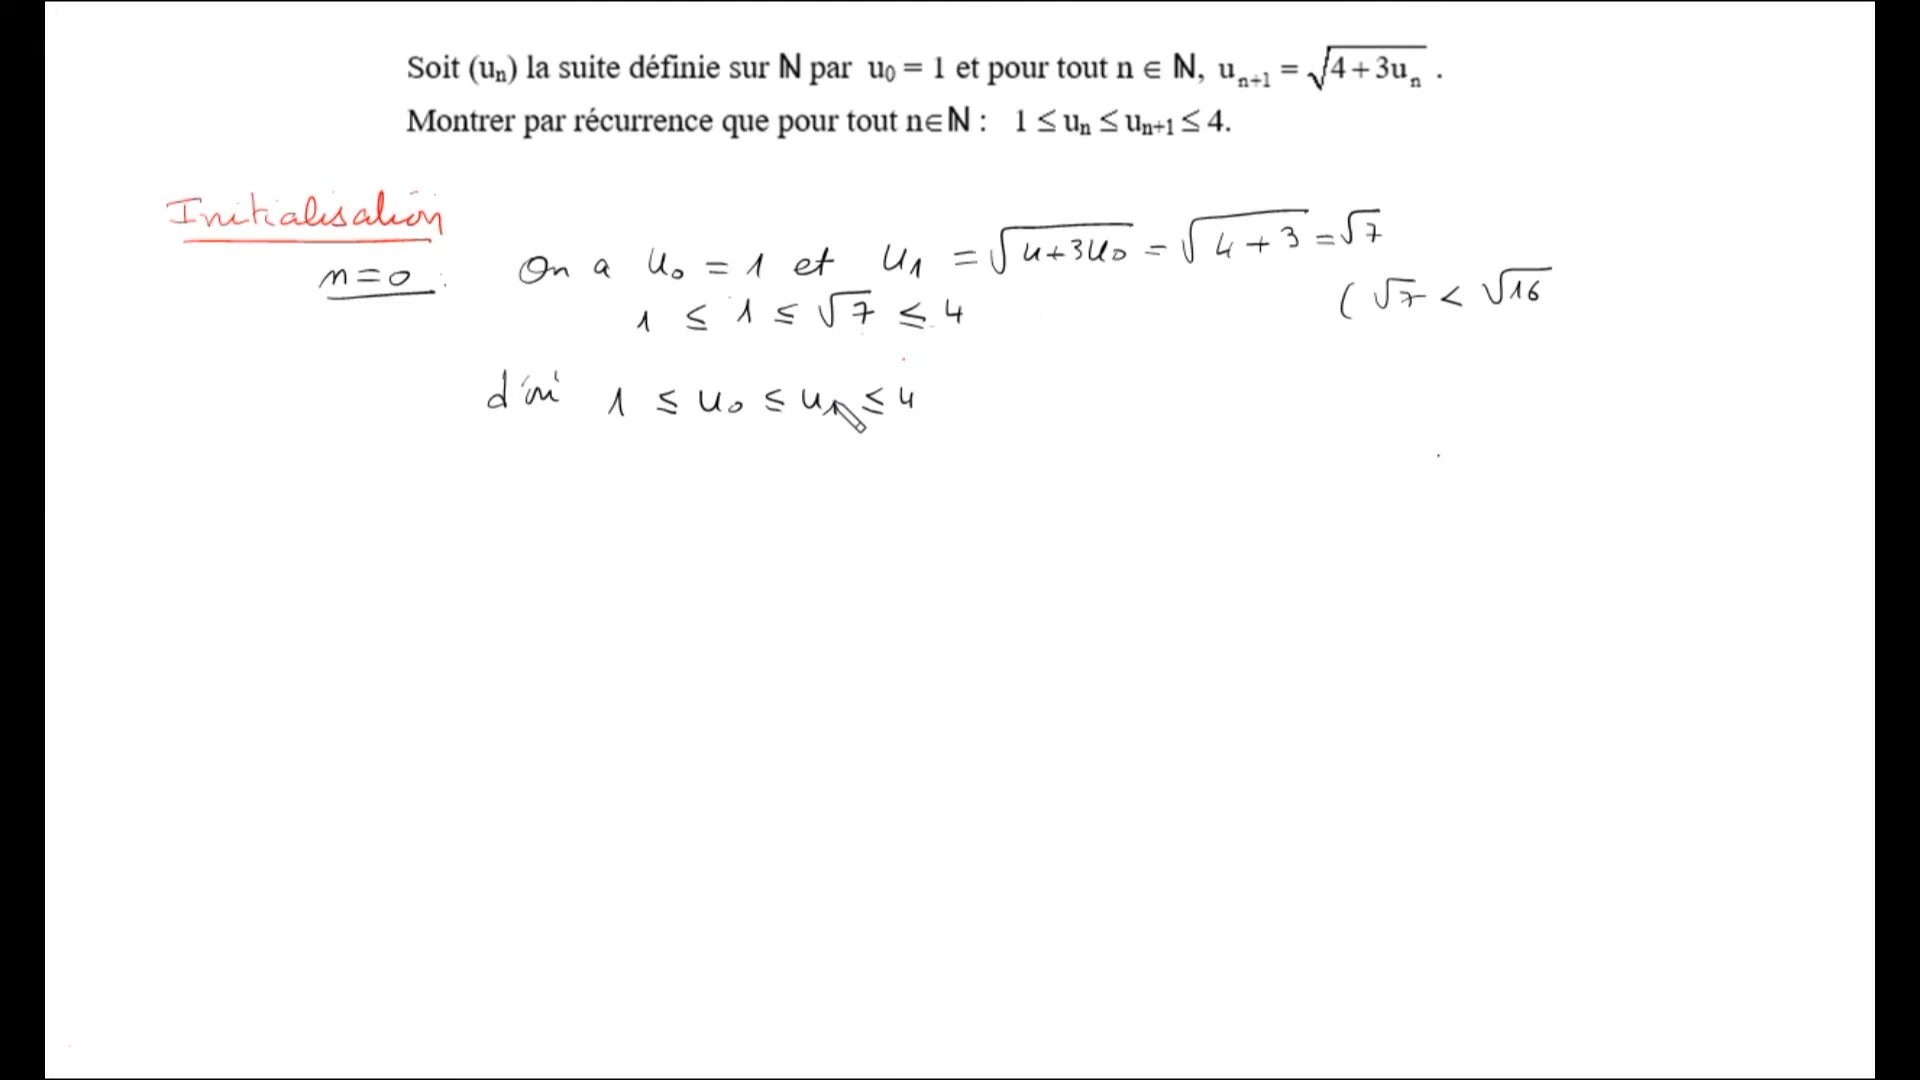 Soit (uₙ) la suite définie sur ℕ par u₀ = 1 et pour tout n ∈ ℕ, uₙ₊₁ = √(4+3uₙ) .
Montrer par récurrence que pour tout n∈ℕ : 1 ≤ uₙ ≤ uₙ₊₁ ≤ 4.
Initialisation
n=0 : On a u₀ = 1 et u₁ = √(4+3u₀) = √(4+3) = √7
1 ≤ 1 ≤ √7 ≤ 4 (√7 < √16
d'où 1 ≤ u₀ ≤ u₁ ≤ 4